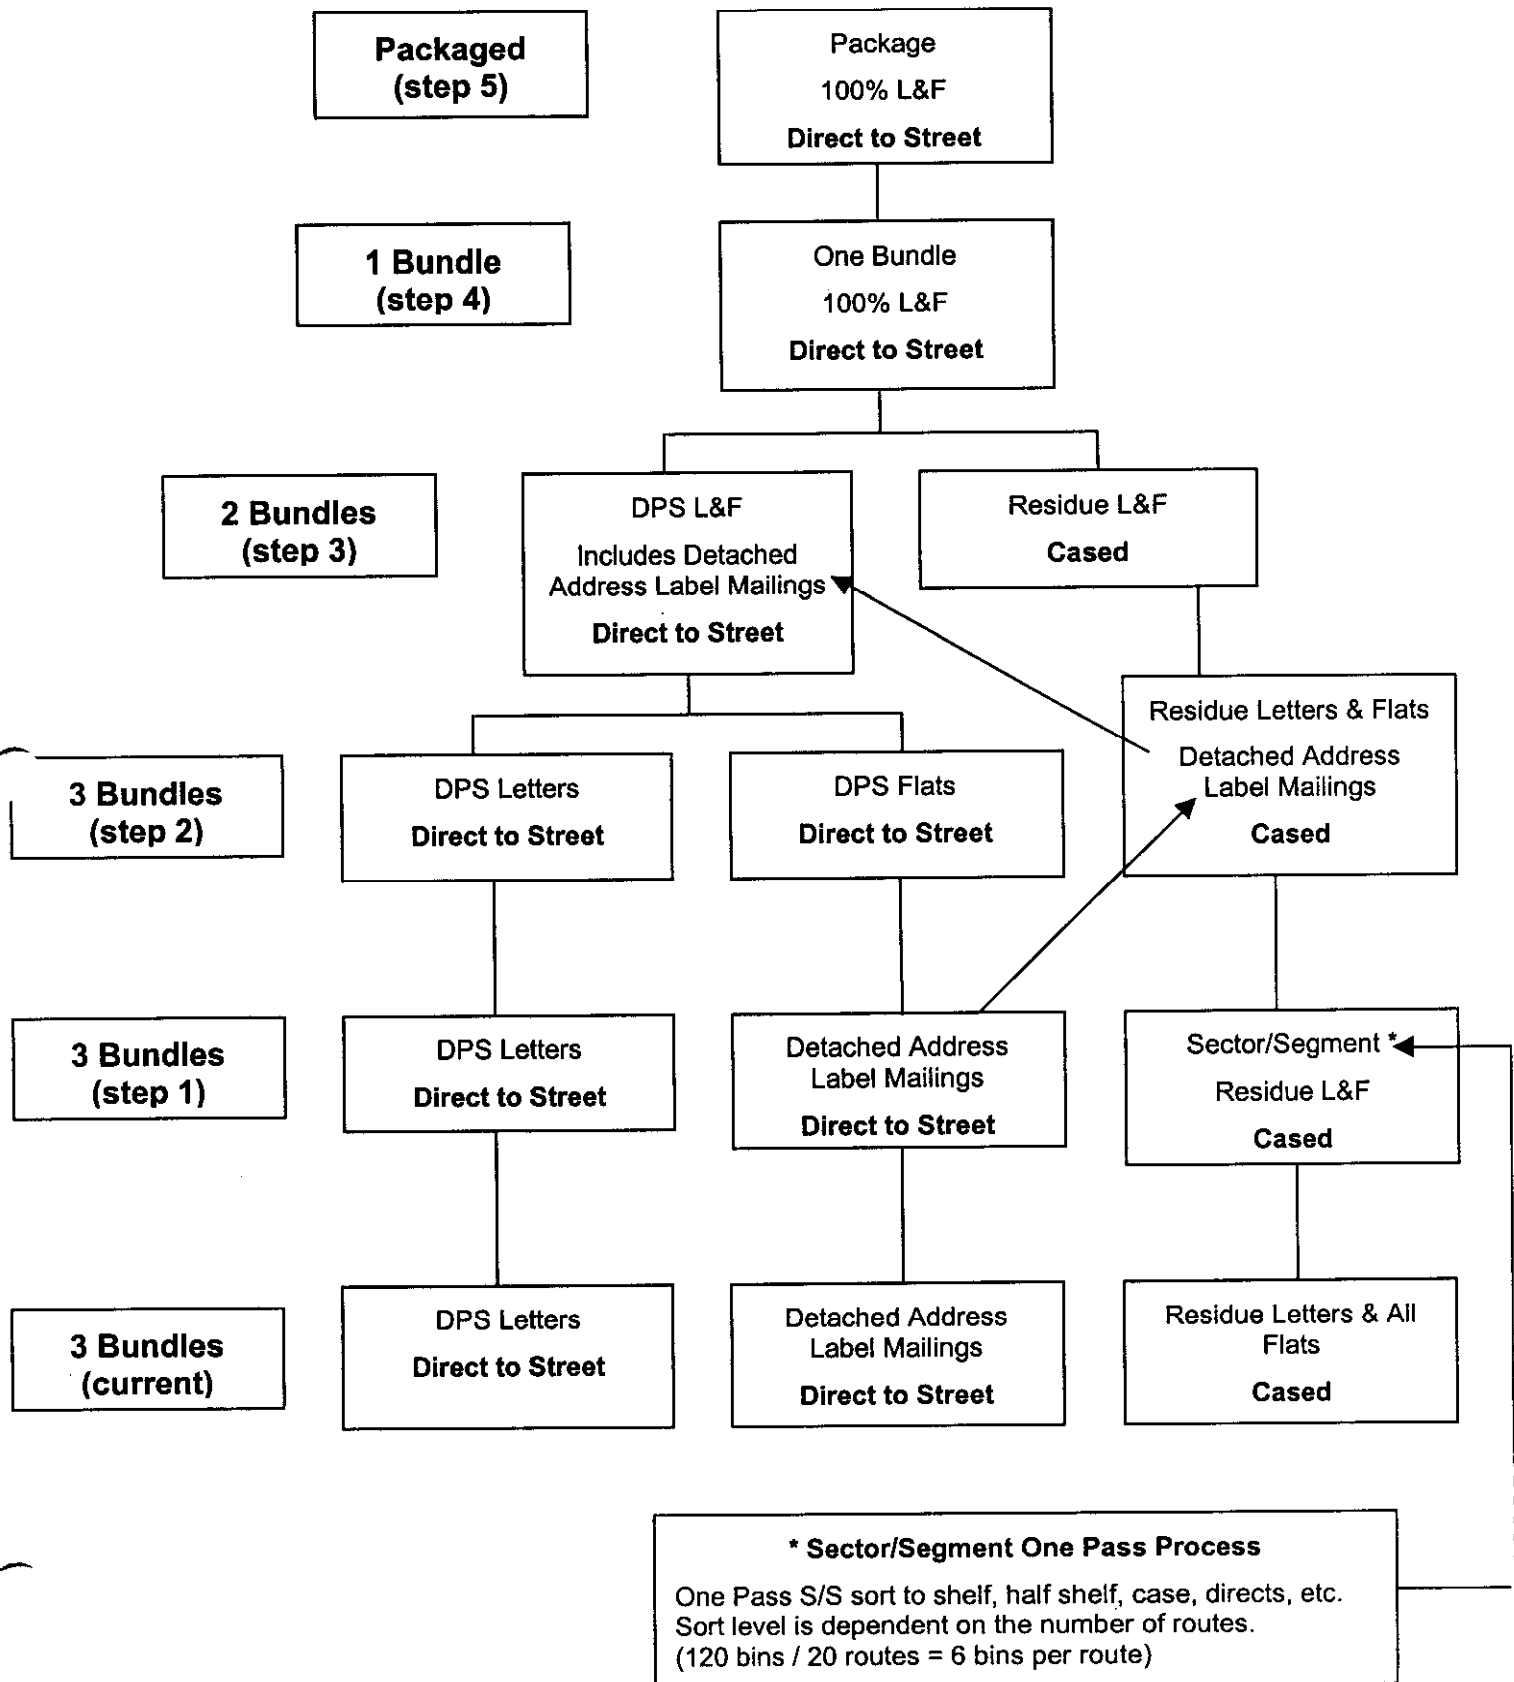 Packaged
(step 5)
Package
100% L&F
Direct to Street
1 Bundle
(step 4)
One Bundle
100% L&F
Direct to Street
2 Bundles
(step 3)
DPS L&F
Includes Detached
Address Label Mailings
Direct to Street
Residue L&F
Cased
3 Bundles
(step 2)
DPS Letters
Direct to Street
DPS Flats
Direct to Street
Residue Letters & Flats
Detached Address
Label Mailings
Cased
3 Bundles
(step 1)
DPS Letters
Direct to Street
Detached Address
Label Mailings
Direct to Street
Sector/Segment *
Residue L&F
Cased
3 Bundles
(current)
DPS Letters
Direct to Street
Detached Address
Label Mailings
Direct to Street
Residue Letters & All
Flats
Cased
* Sector/Segment One Pass Process
One Pass S/S sort to shelf, half shelf, case, directs, etc.
Sort level is dependent on the number of routes.
(120 bins / 20 routes = 6 bins per route)